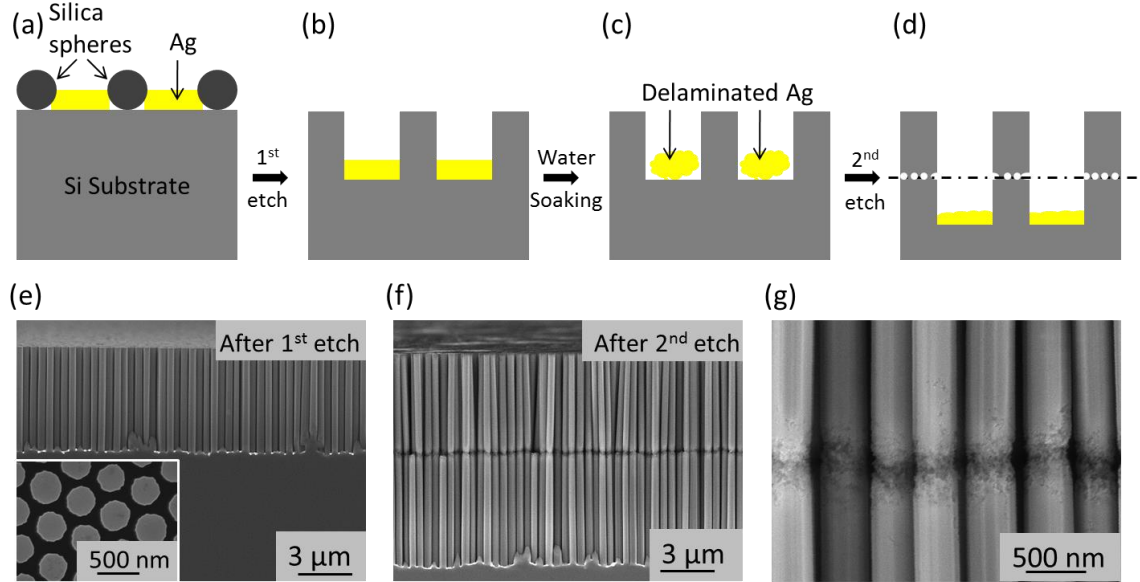 (a)
Silica
spheres
Ag
Si Substrate
1st
etch
(b)
Water
Soaking
(c)
Delaminated Ag
2nd
etch
(d)
(e)
After 1st etch
500 nm
3 μm
(f)
After 2nd etch
3 μm
(g)
500 nm